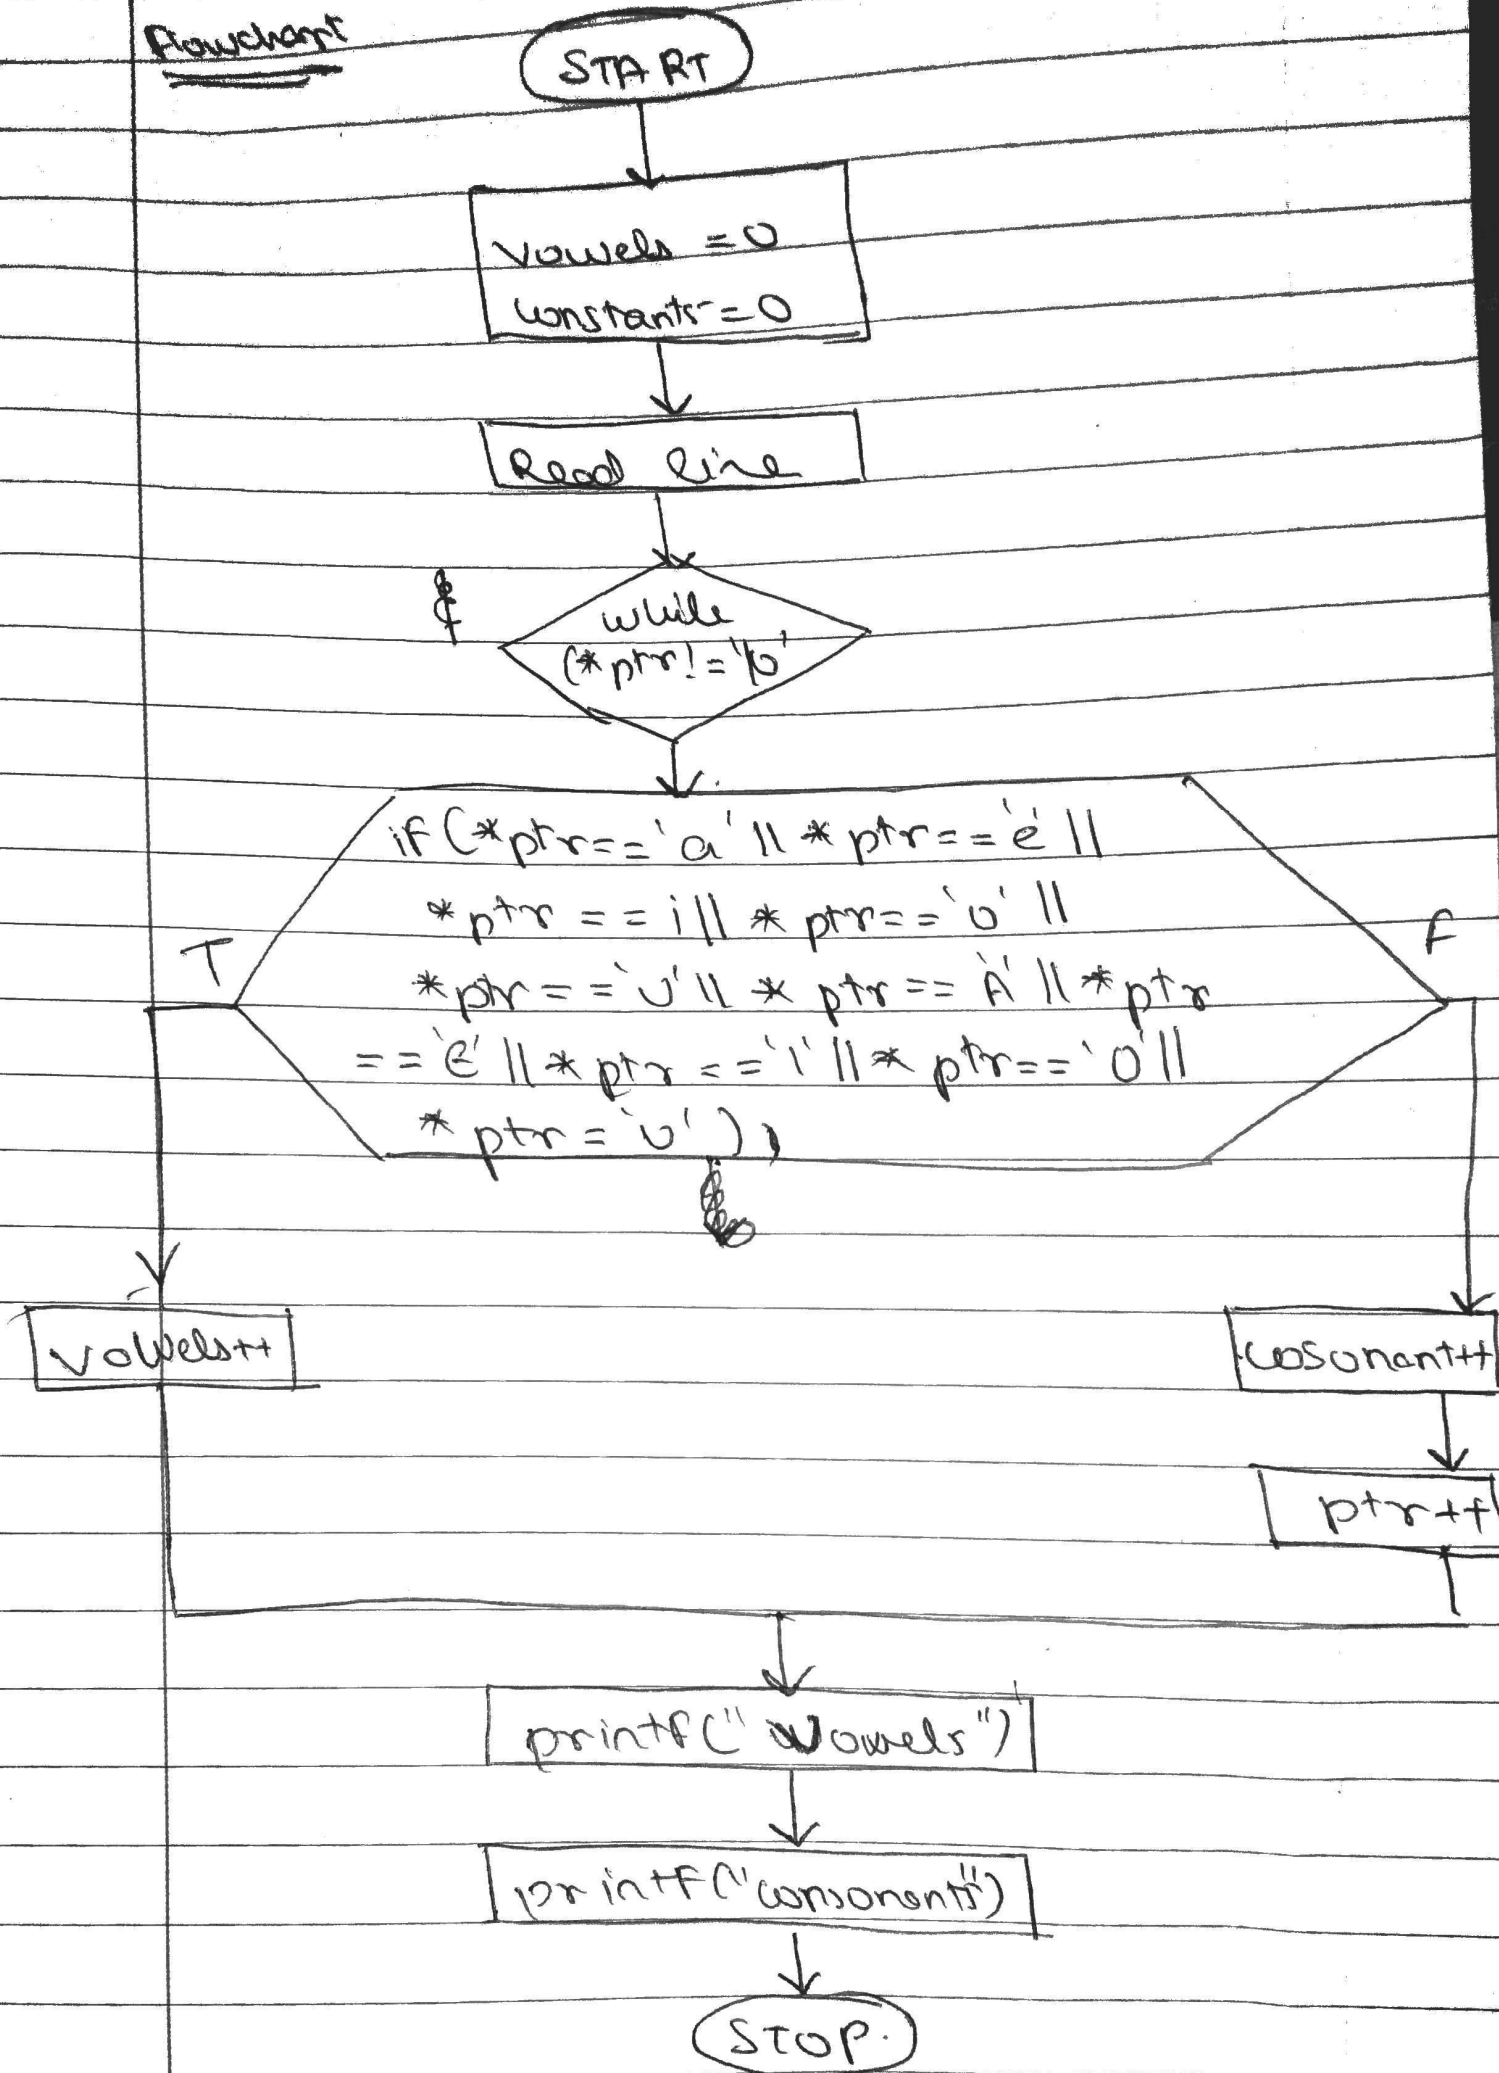 Flowchart
START
vowels = 0
constants = 0
Read line
while
(*ptr != '\0'
if (*ptr == 'a' || *ptr == 'e' ||
*ptr == i || *ptr == 'o' ||
*ptr == 'u' || *ptr == 'A' || *ptr
== 'E' || *ptr == 'I' || *ptr == 'O' ||
*ptr = 'U' ) )
T
F
vowels++
cosonant++
ptr++
printf("Vowels")
printf("consonents")
STOP.